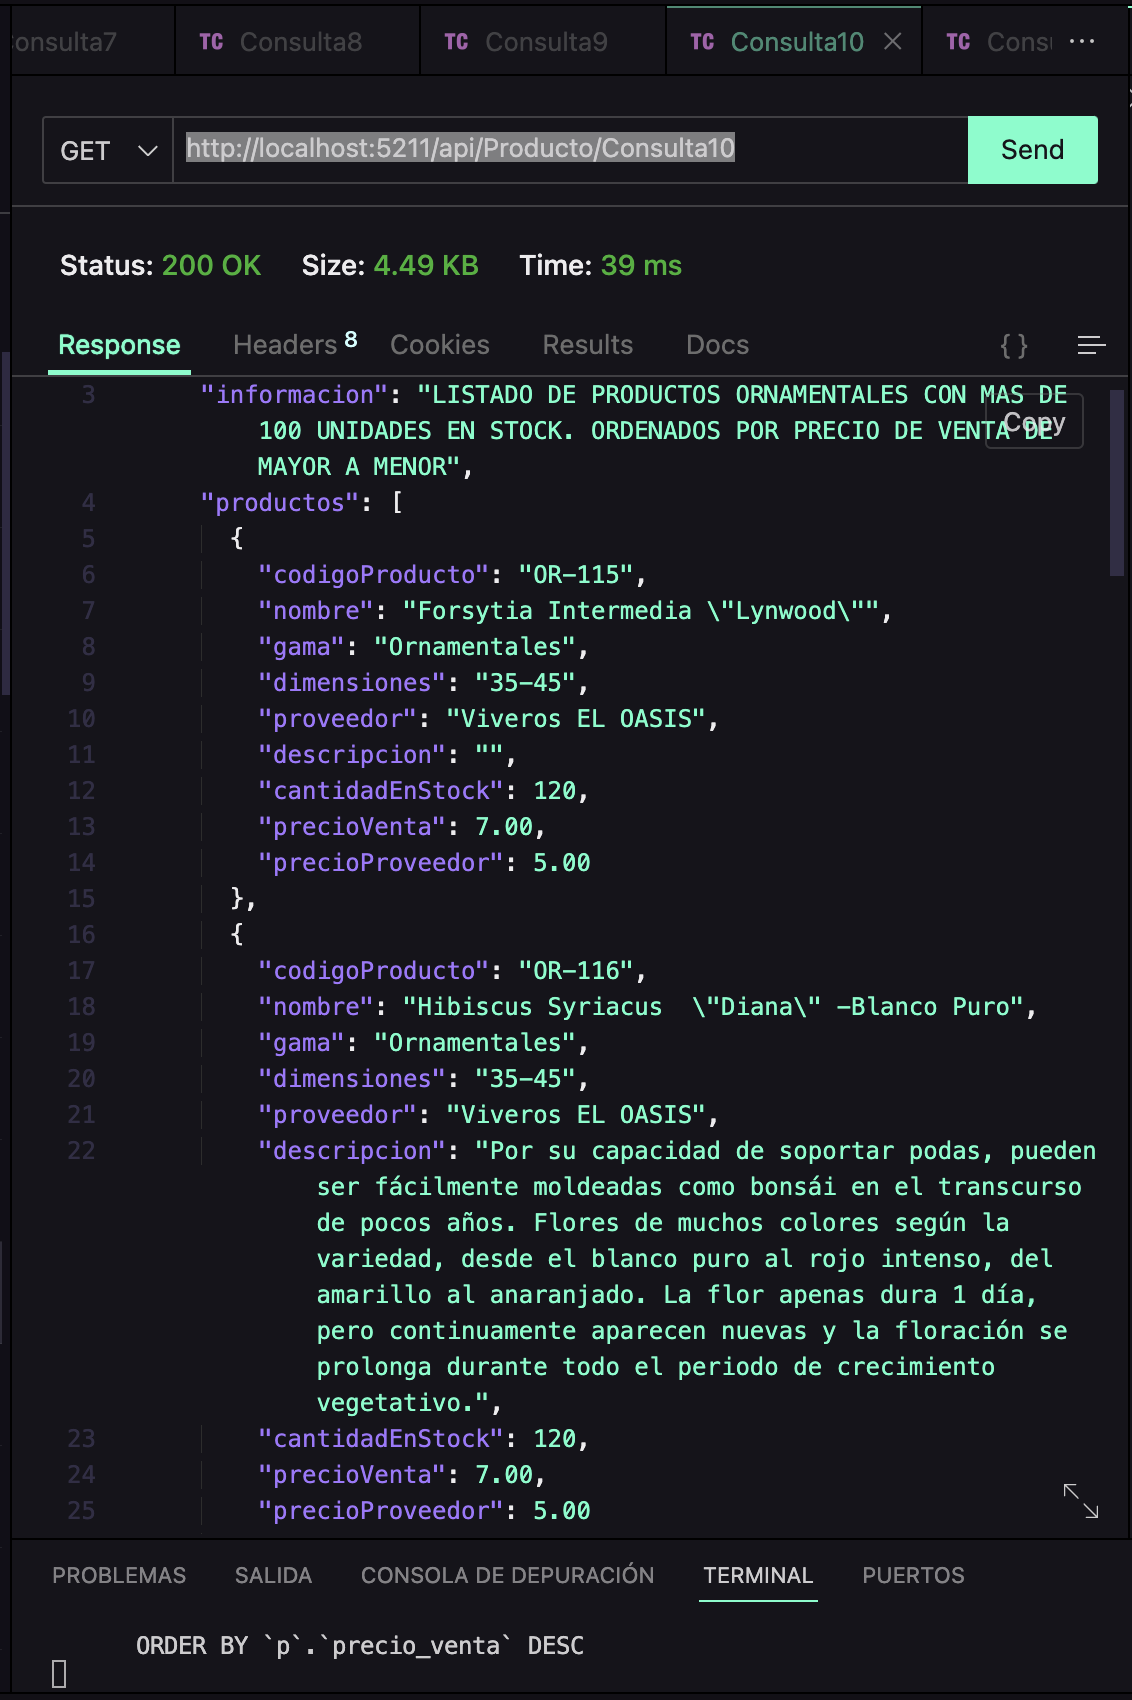 onsulta7
TC Consulta8
TC Consulta9
TC Consulta10
TC Cons
GET http://localhost:5211/api/Producto/Consulta10 Send
Status: 200 OK Size: 4.49 KB Time: 39 ms
Response Headers 8 Cookies Results Docs { }
3 "informacion": "LISTADO DE PRODUCTOS ORNAMENTALES CON MAS DE
100 UNIDADES EN STOCK. ORDENADOS POR PRECIO DE VENTA DE
Copy
MAYOR A MENOR",
4 "productos": [
5 {
6 "codigoProducto": "OR-115",
7 "nombre": "Forsytia Intermedia \"Lynwood\"",
8 "gama": "Ornamentales",
9 "dimensiones": "35-45",
10 "proveedor": "Viveros EL OASIS",
11 "descripcion": "",
12 "cantidadEnStock": 120,
13 "precioVenta": 7.00,
14 "precioProveedor": 5.00
15 },
16 {
17 "codigoProducto": "OR-116",
18 "nombre": "Hibiscus Syriacus  \"Diana\" -Blanco Puro",
19 "gama": "Ornamentales",
20 "dimensiones": "35-45",
21 "proveedor": "Viveros EL OASIS",
22 "descripcion": "Por su capacidad de soportar podas, pueden
ser fácilmente moldeadas como bonsái en el transcurso
de pocos años. Flores de muchos colores según la
variedad, desde el blanco puro al rojo intenso, del
amarillo al anaranjado. La flor apenas dura 1 día,
pero continuamente aparecen nuevas y la floración se
prolonga durante todo el periodo de crecimiento
vegetativo.",
23 "cantidadEnStock": 120,
24 "precioVenta": 7.00,
25 "precioProveedor": 5.00
PROBLEMAS SALIDA CONSOLA DE DEPURACIÓN TERMINAL PUERTOS
ORDER BY `p`.`precio_venta` DESC